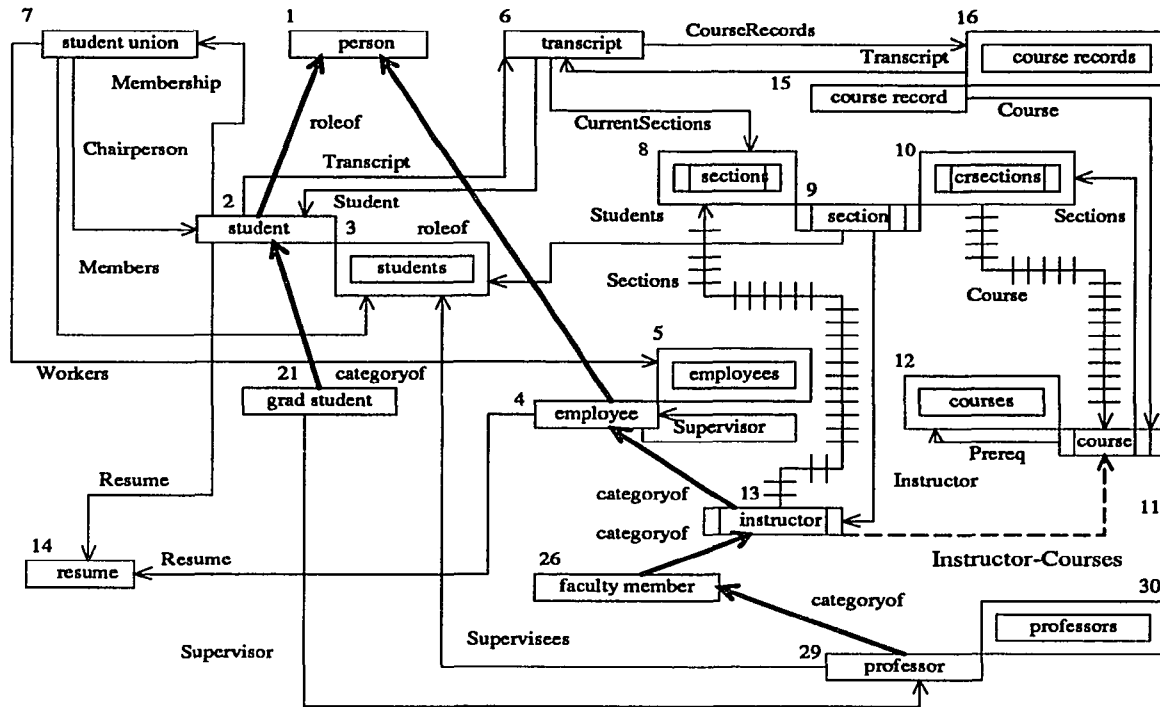 7
1
6
16
student union
person
transcript
CourseRecords
course records
Transcript
Membership
15
course record
Course
roleof
CurrentSections
Chairperson
Transcript
8
10
sections
9
crsections
2
Student
Students
section
Sections
student
3
roleof
students
Members
Sections
Course
5
12
Workers
21
categoryof
employees
courses
grad student
4
employee
Supervisor
course
Prereq
Resume
Instructor
categoryof
13
11
categoryof
instructor
14
Resume
26
Instructor-Courses
resume
faculty member
categoryof
30
professors
Supervisor
Supervisees
29
professor